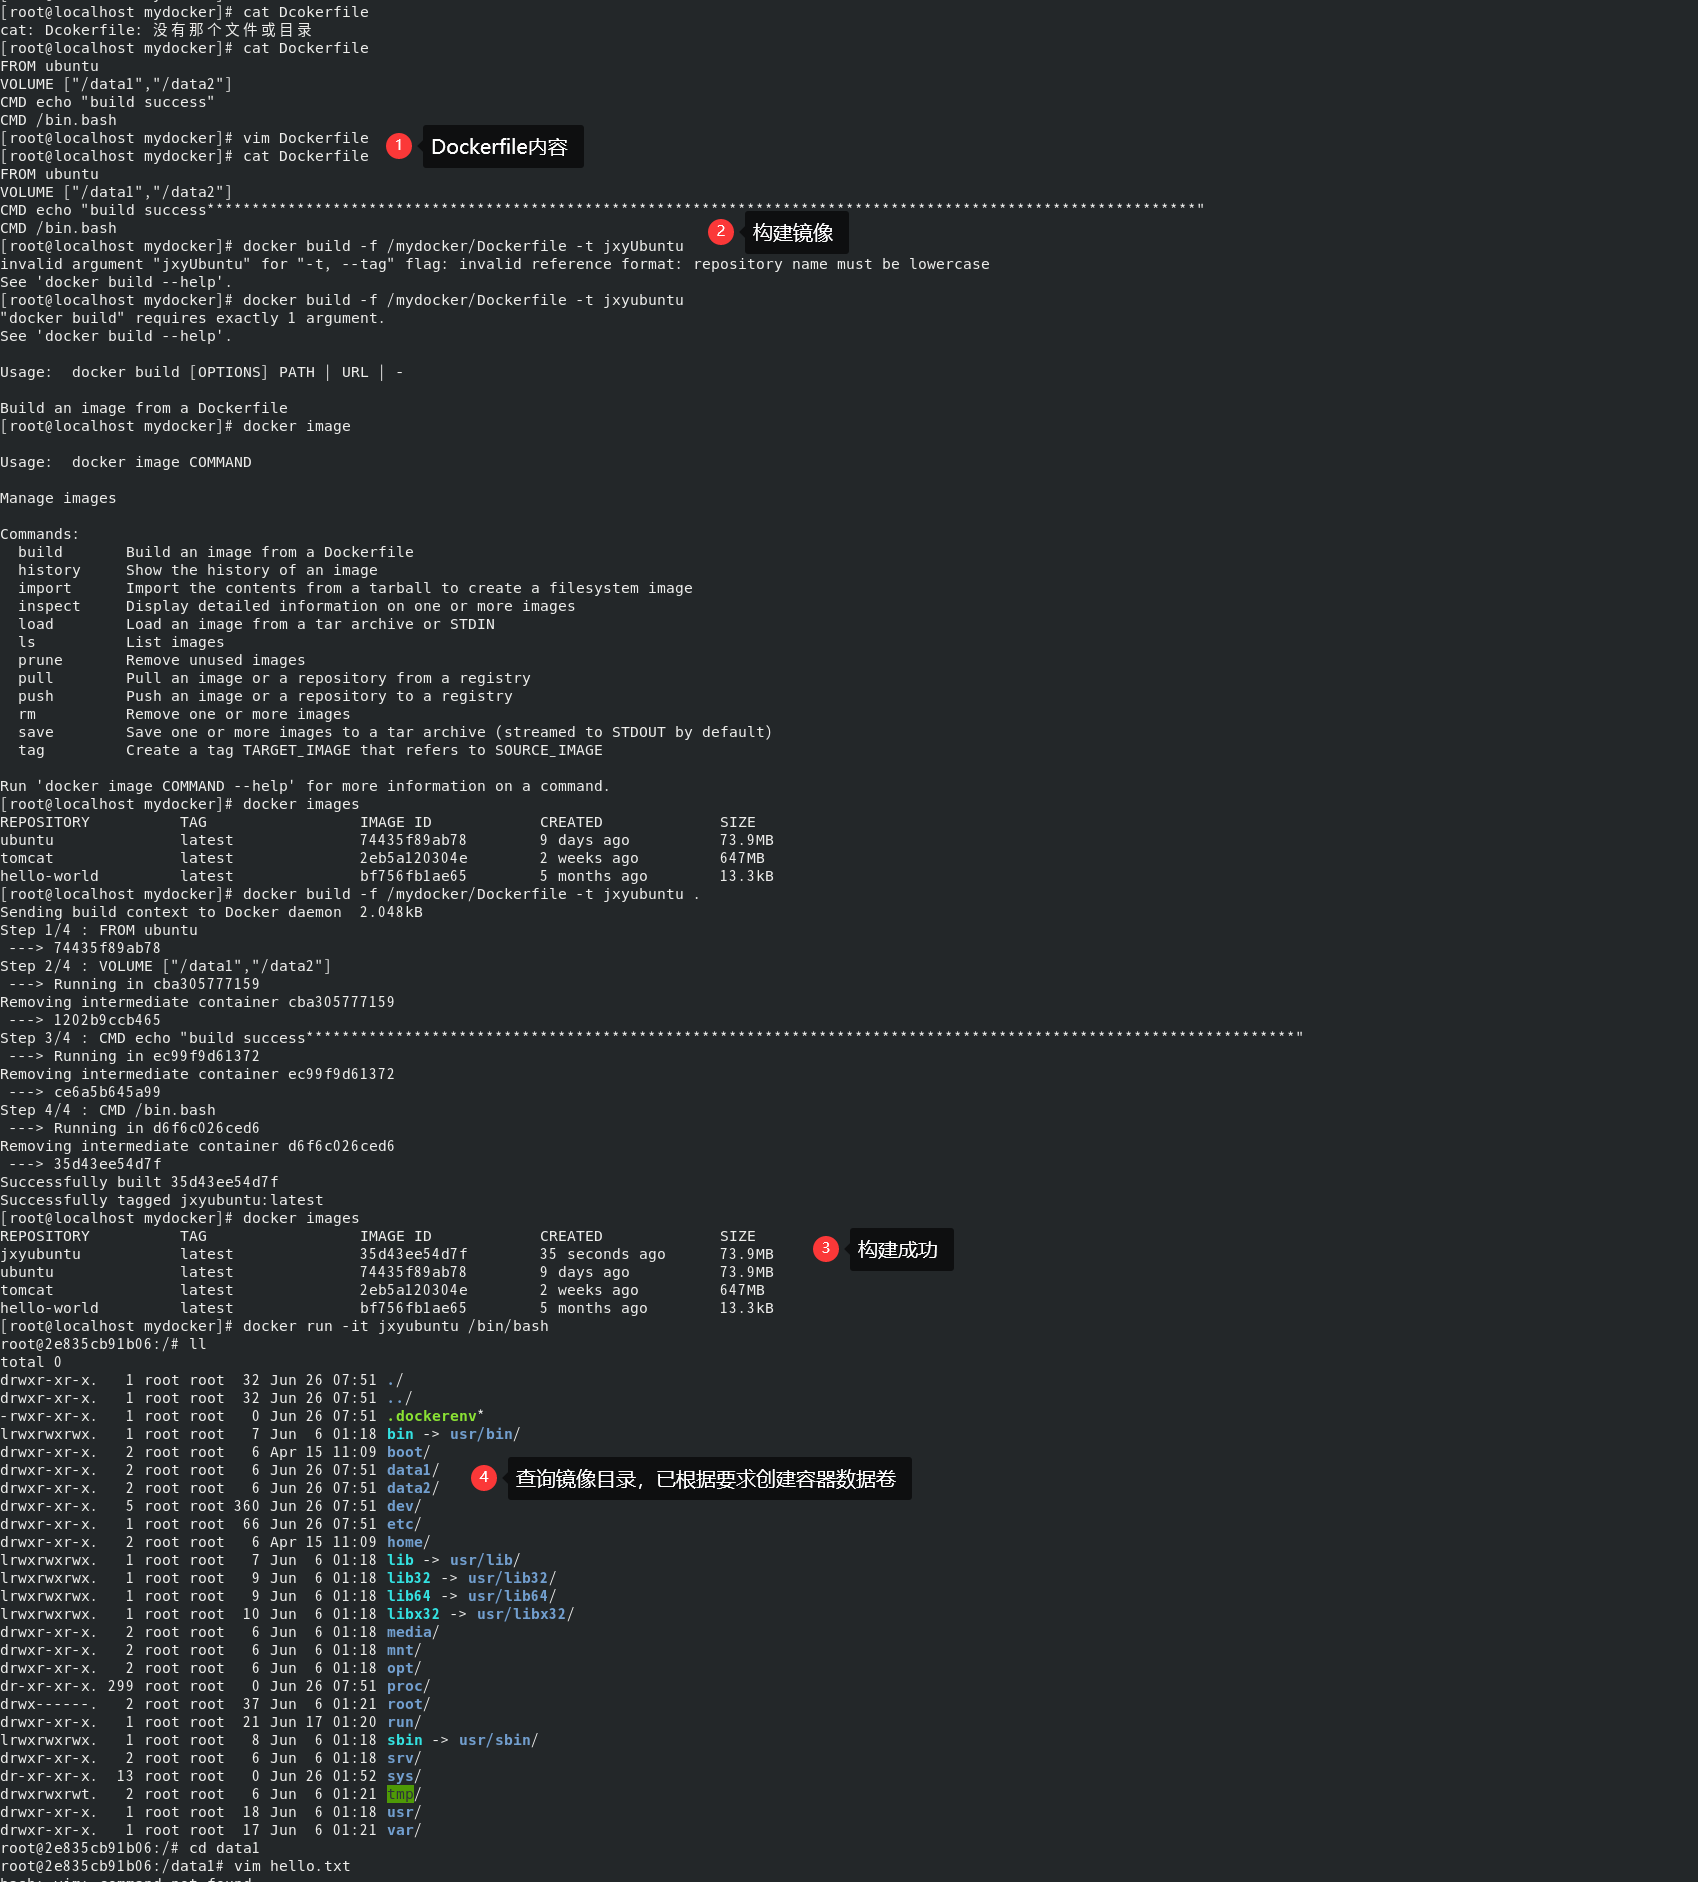 [root@localhost mydocker]# cat Dcokerfile
cat: Dcokerfile: 没有那个文件或目录
[root@localhost mydocker]# cat Dockerfile
FROM ubuntu
VOLUME ["/data1","/data2"]
CMD echo "build success"
CMD /bin.bash
[root@localhost mydocker]# vim Dockerfile
1 Dockerfile内容
[root@localhost mydocker]# cat Dockerfile
FROM ubuntu
VOLUME ["/data1","/data2"]
CMD echo "build success**************************************************************************************************************"
CMD /bin.bash
2 构建镜像
[root@localhost mydocker]# docker build -f /mydocker/Dockerfile -t jxyUbuntu
invalid argument "jxyUbuntu" for "-t, --tag" flag: invalid reference format: repository name must be lowercase
See 'docker build --help'.
[root@localhost mydocker]# docker build -f /mydocker/Dockerfile -t jxyubuntu
"docker build" requires exactly 1 argument.
See 'docker build --help'.
Usage:  docker build [OPTIONS] PATH | URL | -
Build an image from a Dockerfile
[root@localhost mydocker]# docker image
Usage:  docker image COMMAND
Manage images
Commands:
  build       Build an image from a Dockerfile
  history     Show the history of an image
  import      Import the contents from a tarball to create a filesystem image
  inspect     Display detailed information on one or more images
  load        Load an image from a tar archive or STDIN
  ls          List images
  prune       Remove unused images
  pull        Pull an image or a repository from a registry
  push        Push an image or a repository to a registry
  rm          Remove one or more images
  save        Save one or more images to a tar archive (streamed to STDOUT by default)
  tag         Create a tag TARGET_IMAGE that refers to SOURCE_IMAGE
Run 'docker image COMMAND --help' for more information on a command.
[root@localhost mydocker]# docker images
REPOSITORY          TAG                 IMAGE ID            CREATED             SIZE
ubuntu              latest              74435f89ab78        9 days ago          73.9MB
tomcat              latest              2eb5a120304e        2 weeks ago         647MB
hello-world         latest              bf756fb1ae65        5 months ago        13.3kB
[root@localhost mydocker]# docker build -f /mydocker/Dockerfile -t jxyubuntu .
Sending build context to Docker daemon  2.048kB
Step 1/4 : FROM ubuntu
 ---> 74435f89ab78
Step 2/4 : VOLUME ["/data1","/data2"]
 ---> Running in cba305777159
Removing intermediate container cba305777159
 ---> 1202b9ccb465
Step 3/4 : CMD echo "build success**************************************************************************************************************"
 ---> Running in ec99f9d61372
Removing intermediate container ec99f9d61372
 ---> ce6a5b645a99
Step 4/4 : CMD /bin.bash
 ---> Running in d6f6c026ced6
Removing intermediate container d6f6c026ced6
 ---> 35d43ee54d7f
Successfully built 35d43ee54d7f
Successfully tagged jxyubuntu:latest
[root@localhost mydocker]# docker images
REPOSITORY          TAG                 IMAGE ID            CREATED             SIZE
jxyubuntu           latest              35d43ee54d7f        35 seconds ago      73.9MB
3 构建成功
ubuntu              latest              74435f89ab78        9 days ago          73.9MB
tomcat              latest              2eb5a120304e        2 weeks ago         647MB
hello-world         latest              bf756fb1ae65        5 months ago        13.3kB
[root@localhost mydocker]# docker run -it jxyubuntu /bin/bash
root@2e835cb91b06:/# ll
total 0
drwxr-xr-x.   1 root root  32 Jun 26 07:51 ./
drwxr-xr-x.   1 root root  32 Jun 26 07:51 ../
-rwxr-xr-x.   1 root root   0 Jun 26 07:51 .dockerenv*
lrwxrwxrwx.   1 root root   7 Jun  6 01:18 bin -> usr/bin/
drwxr-xr-x.   2 root root   6 Apr 15 11:09 boot/
drwxr-xr-x.   2 root root   6 Jun 26 07:51 data1/
4 查询镜像目录，已根据要求创建容器数据卷
drwxr-xr-x.   2 root root   6 Jun 26 07:51 data2/
drwxr-xr-x.   5 root root 360 Jun 26 07:51 dev/
drwxr-xr-x.   1 root root  66 Jun 26 07:51 etc/
drwxr-xr-x.   2 root root   6 Apr 15 11:09 home/
lrwxrwxrwx.   1 root root   7 Jun  6 01:18 lib -> usr/lib/
lrwxrwxrwx.   1 root root   9 Jun  6 01:18 lib32 -> usr/lib32/
lrwxrwxrwx.   1 root root   9 Jun  6 01:18 lib64 -> usr/lib64/
lrwxrwxrwx.   1 root root  10 Jun  6 01:18 libx32 -> usr/libx32/
drwxr-xr-x.   2 root root   6 Jun  6 01:18 media/
drwxr-xr-x.   2 root root   6 Jun  6 01:18 mnt/
drwxr-xr-x.   2 root root   6 Jun  6 01:18 opt/
dr-xr-xr-x. 299 root root   0 Jun 26 07:51 proc/
drwx------.   2 root root  37 Jun  6 01:21 root/
drwxr-xr-x.   1 root root  21 Jun 17 01:20 run/
lrwxrwxrwx.   1 root root   8 Jun  6 01:18 sbin -> usr/sbin/
drwxr-xr-x.   2 root root   6 Jun  6 01:18 srv/
dr-xr-xr-x.  13 root root   0 Jun 26 01:52 sys/
drwxrwxrwt.   2 root root   6 Jun  6 01:21 tmp/
drwxr-xr-x.   1 root root  18 Jun  6 01:18 usr/
drwxr-xr-x.   1 root root  17 Jun  6 01:21 var/
root@2e835cb91b06:/# cd data1
root@2e835cb91b06:/data1# vim hello.txt
bash: vim: command not found